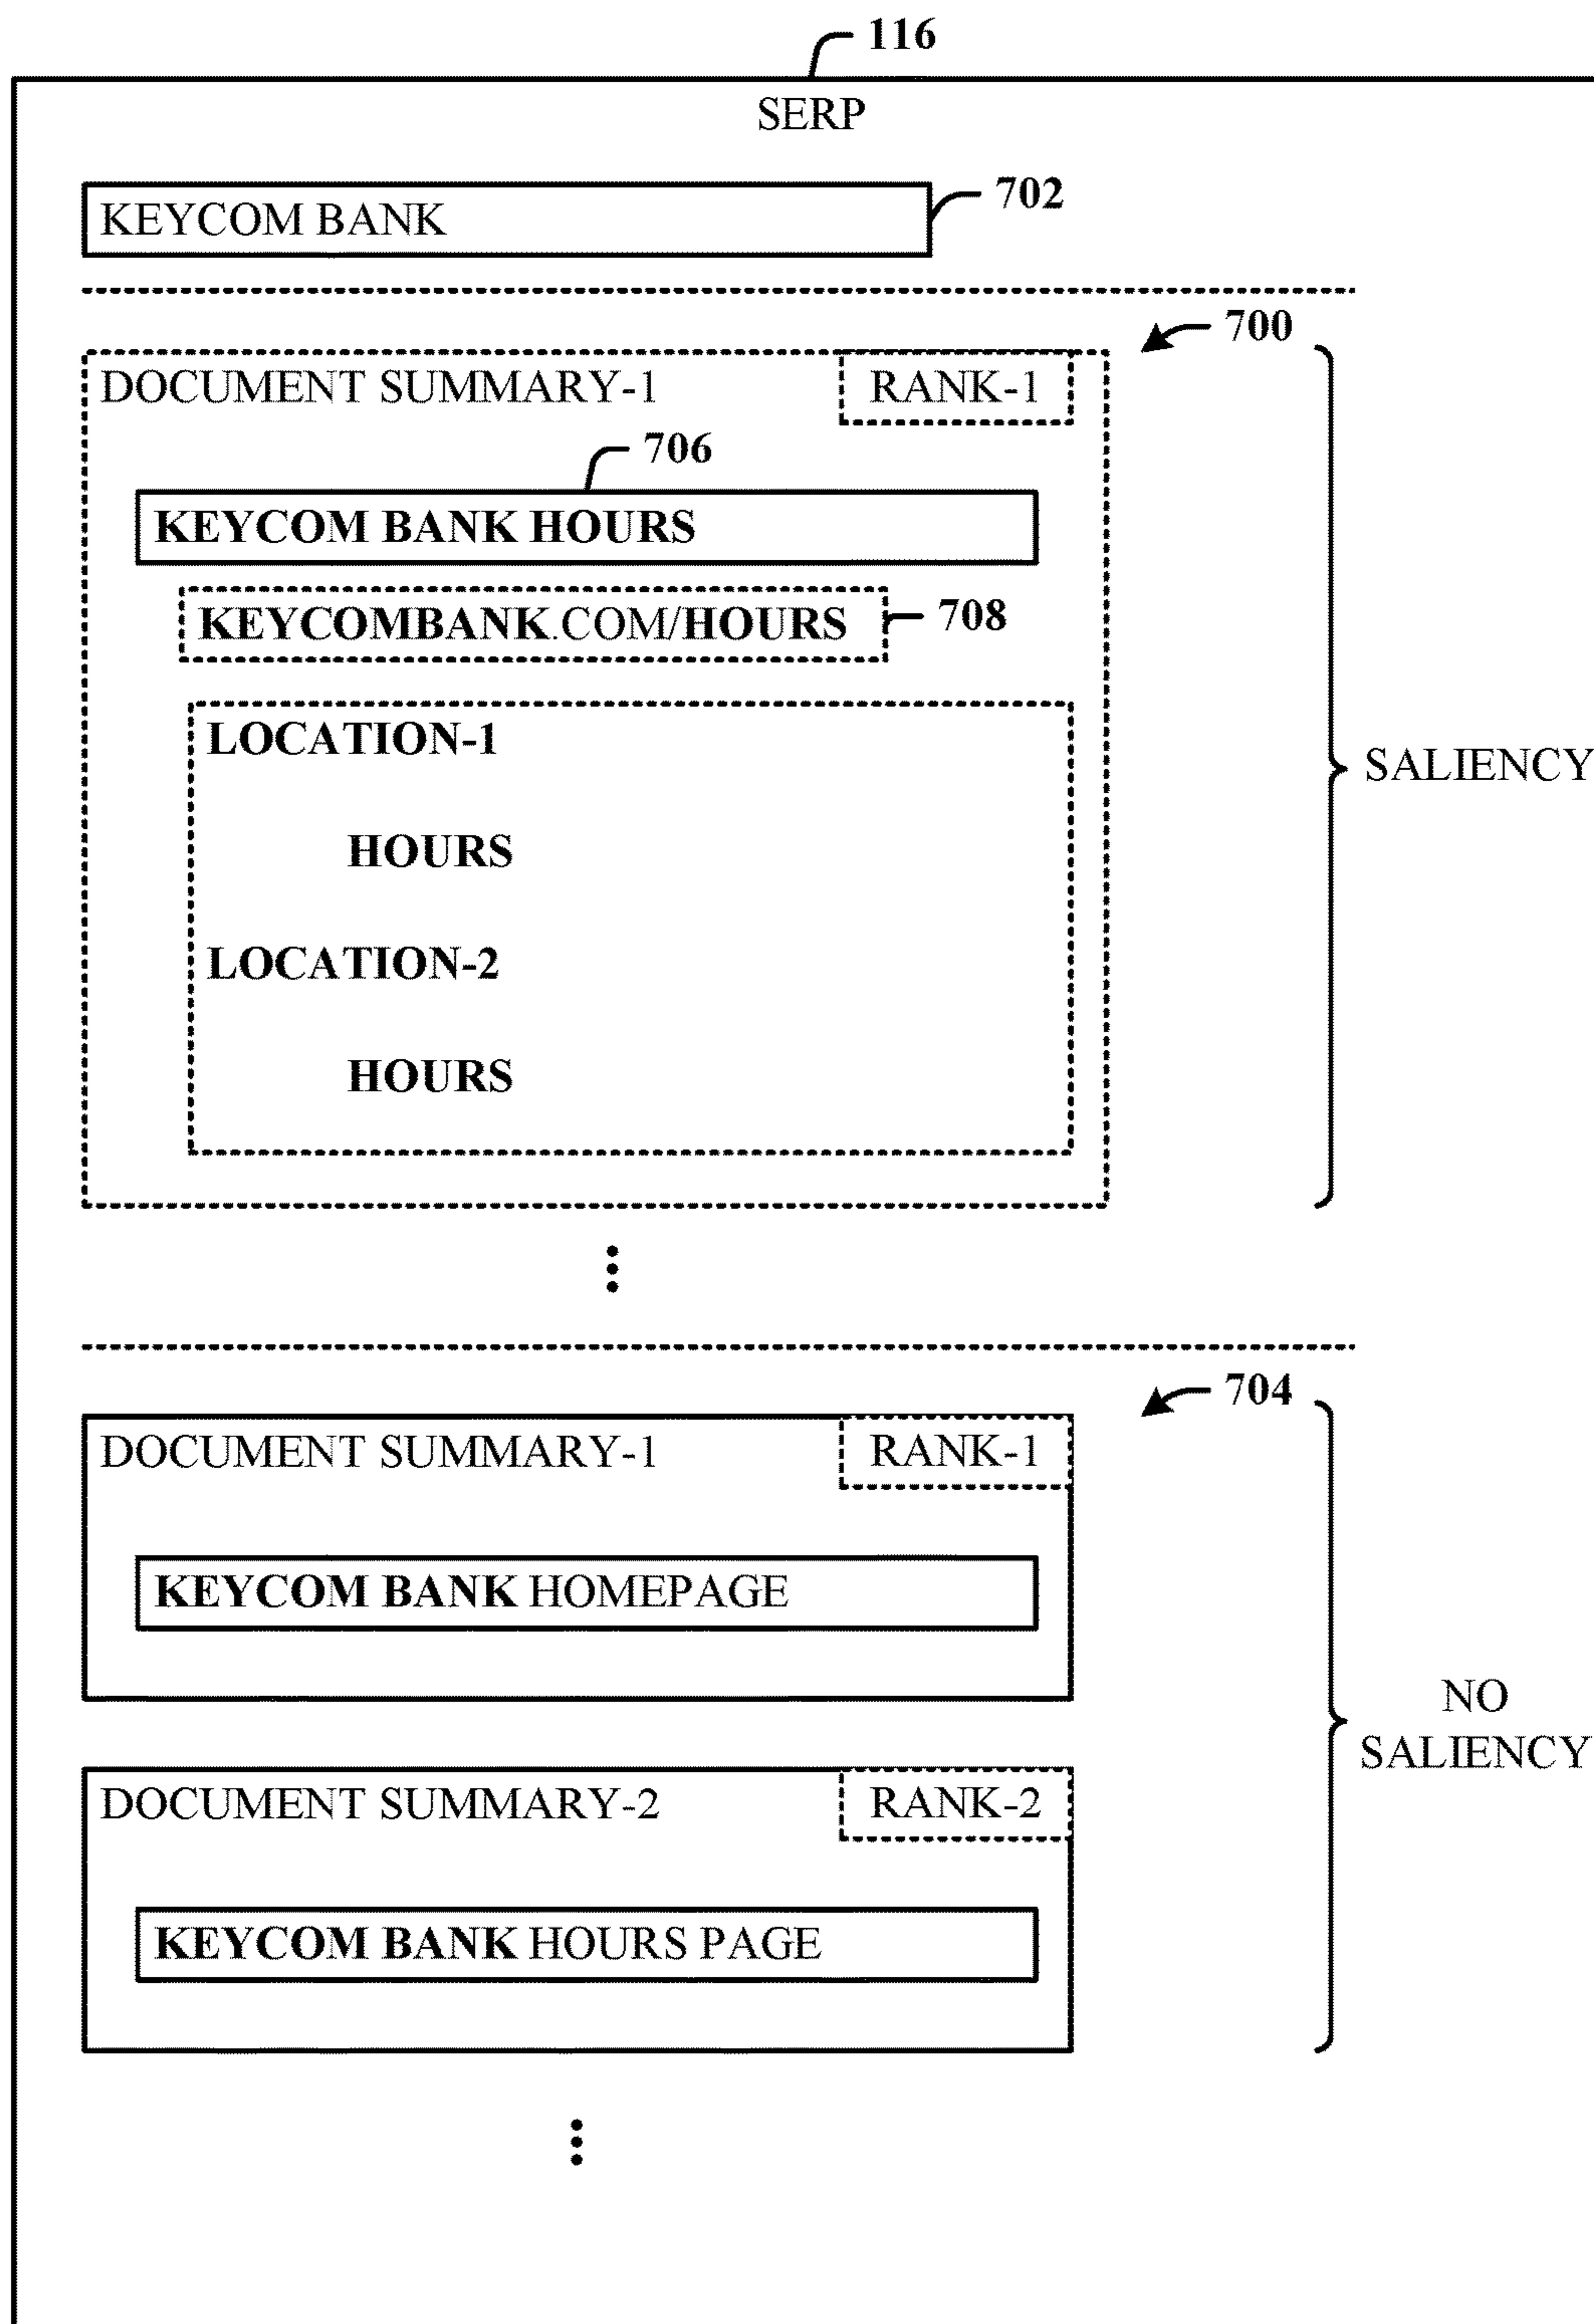 116
SERP
KEYCOM BANK
702
700
DOCUMENT SUMMARY-1
RANK-1
706
KEYCOM BANK HOURS
KEYCOMBANK.COM/HOURS
708
LOCATION-1
SALIENCY
HOURS
LOCATION-2
HOURS
704
DOCUMENT SUMMARY-1
RANK-1
KEYCOM BANK HOMEPAGE
NO
SALIENCY
DOCUMENT SUMMARY-2
RANK-2
KEYCOM BANK HOURS PAGE